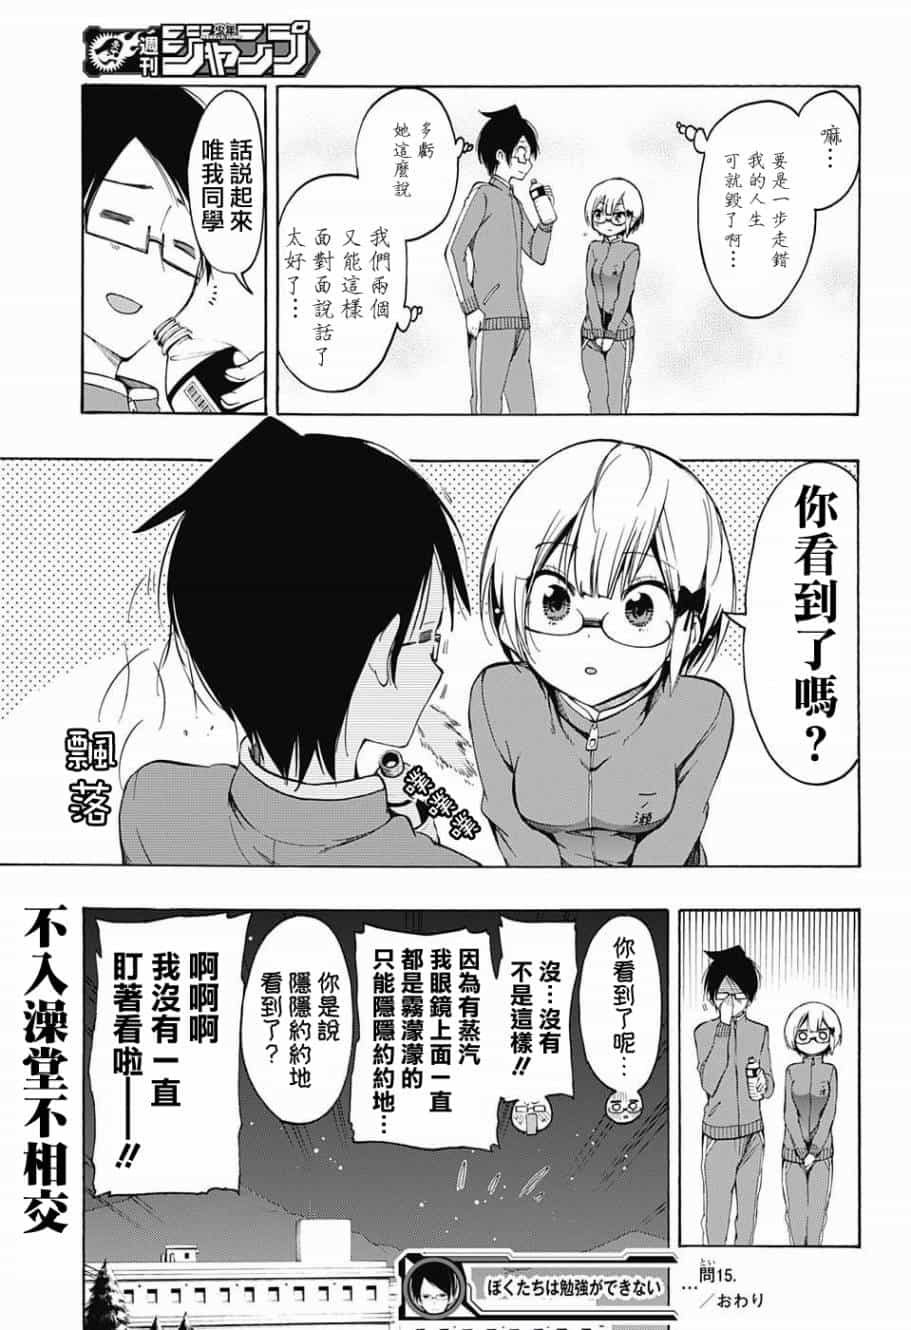 週刊
少年
ジャンプ
嘛…
要是一步走錯
我的人生
可就毀了啊…
多虧
她這麼說
我們兩個
又能這樣
面對面說話了
太好了…
話說起來
唯我同學
你看到了嗎？
飄落
一ノ瀬
你看到了呢…
沒…沒有
不是這樣!!
因為有蒸汽
我眼鏡上面一直
都是霧濛濛的
只能隱隱約約地…
你是說
隱隱約約地
看到了？
啊啊啊
我沒有一直
盯著看啦——!!
不入澡堂不相交
ぼくたちは勉強ができない
…問15.
とい
／おわり